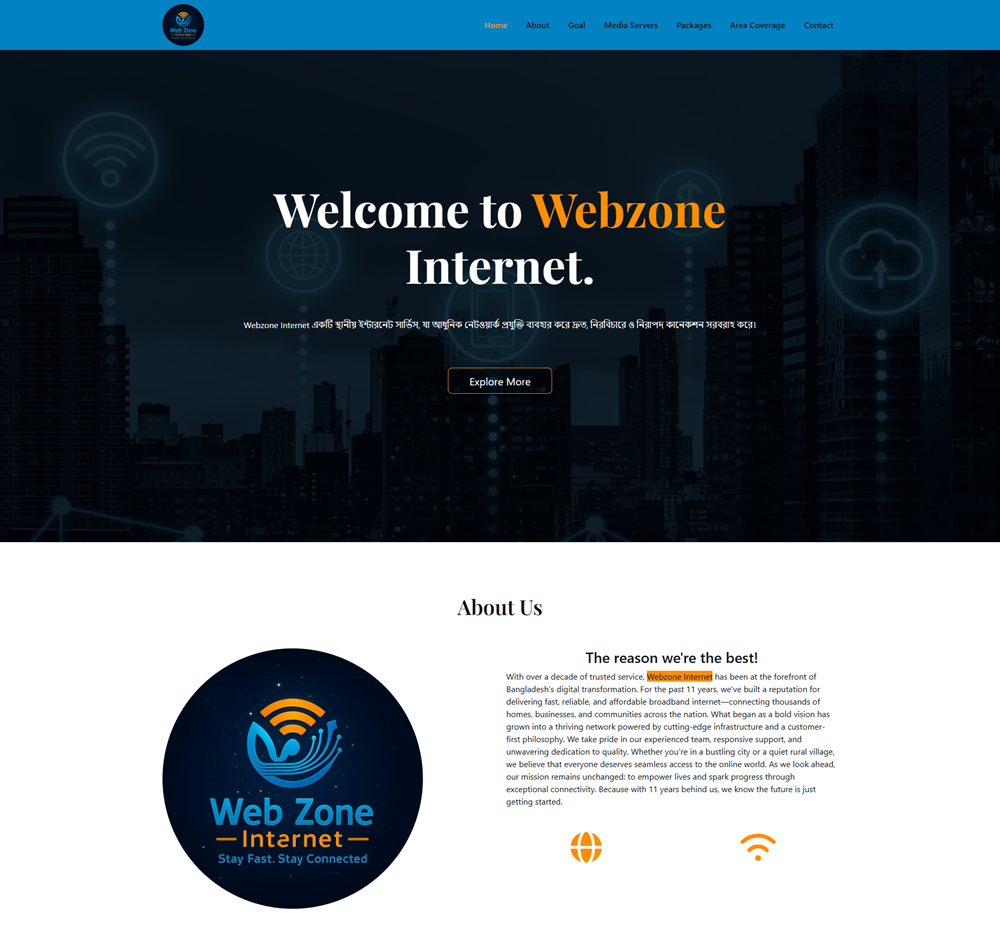 Web Zone
Internet
Home About Goal Media Servers Packages Area Coverage Contact
Welcome to Webzone
Internet.
Webzone Internet একটি স্থানীয় ইন্টারনেট সার্ভিস, যা আধুনিক নেটওয়ার্ক প্রযুক্তি ব্যবহার করে দ্রুত, নিরবিচারে ও নিরাপদ কানেকশন সরবরাহ করে।
Explore More
About Us
Web Zone
Internet
Stay Fast. Stay Connected
The reason we're the best!
With over a decade of trusted service, Webzone Internet has been at the forefront of
Bangladesh's digital transformation. For the past 11 years, we've built a reputation for
delivering fast, reliable, and affordable broadband internet—connecting thousands of
homes, businesses, and communities across the nation. What began as a bold vision has
grown into a thriving network powered by cutting-edge infrastructure and a customer-
first philosophy. We take pride in our experienced team, responsive support, and
unwavering dedication to quality. Whether you're in a bustling city or a quiet rural village,
we believe that everyone deserves seamless access to the online world. As we look ahead,
our mission remains unchanged: to empower lives and spark progress through
exceptional connectivity. Because with 11 years behind us, we know the future is just
getting started.